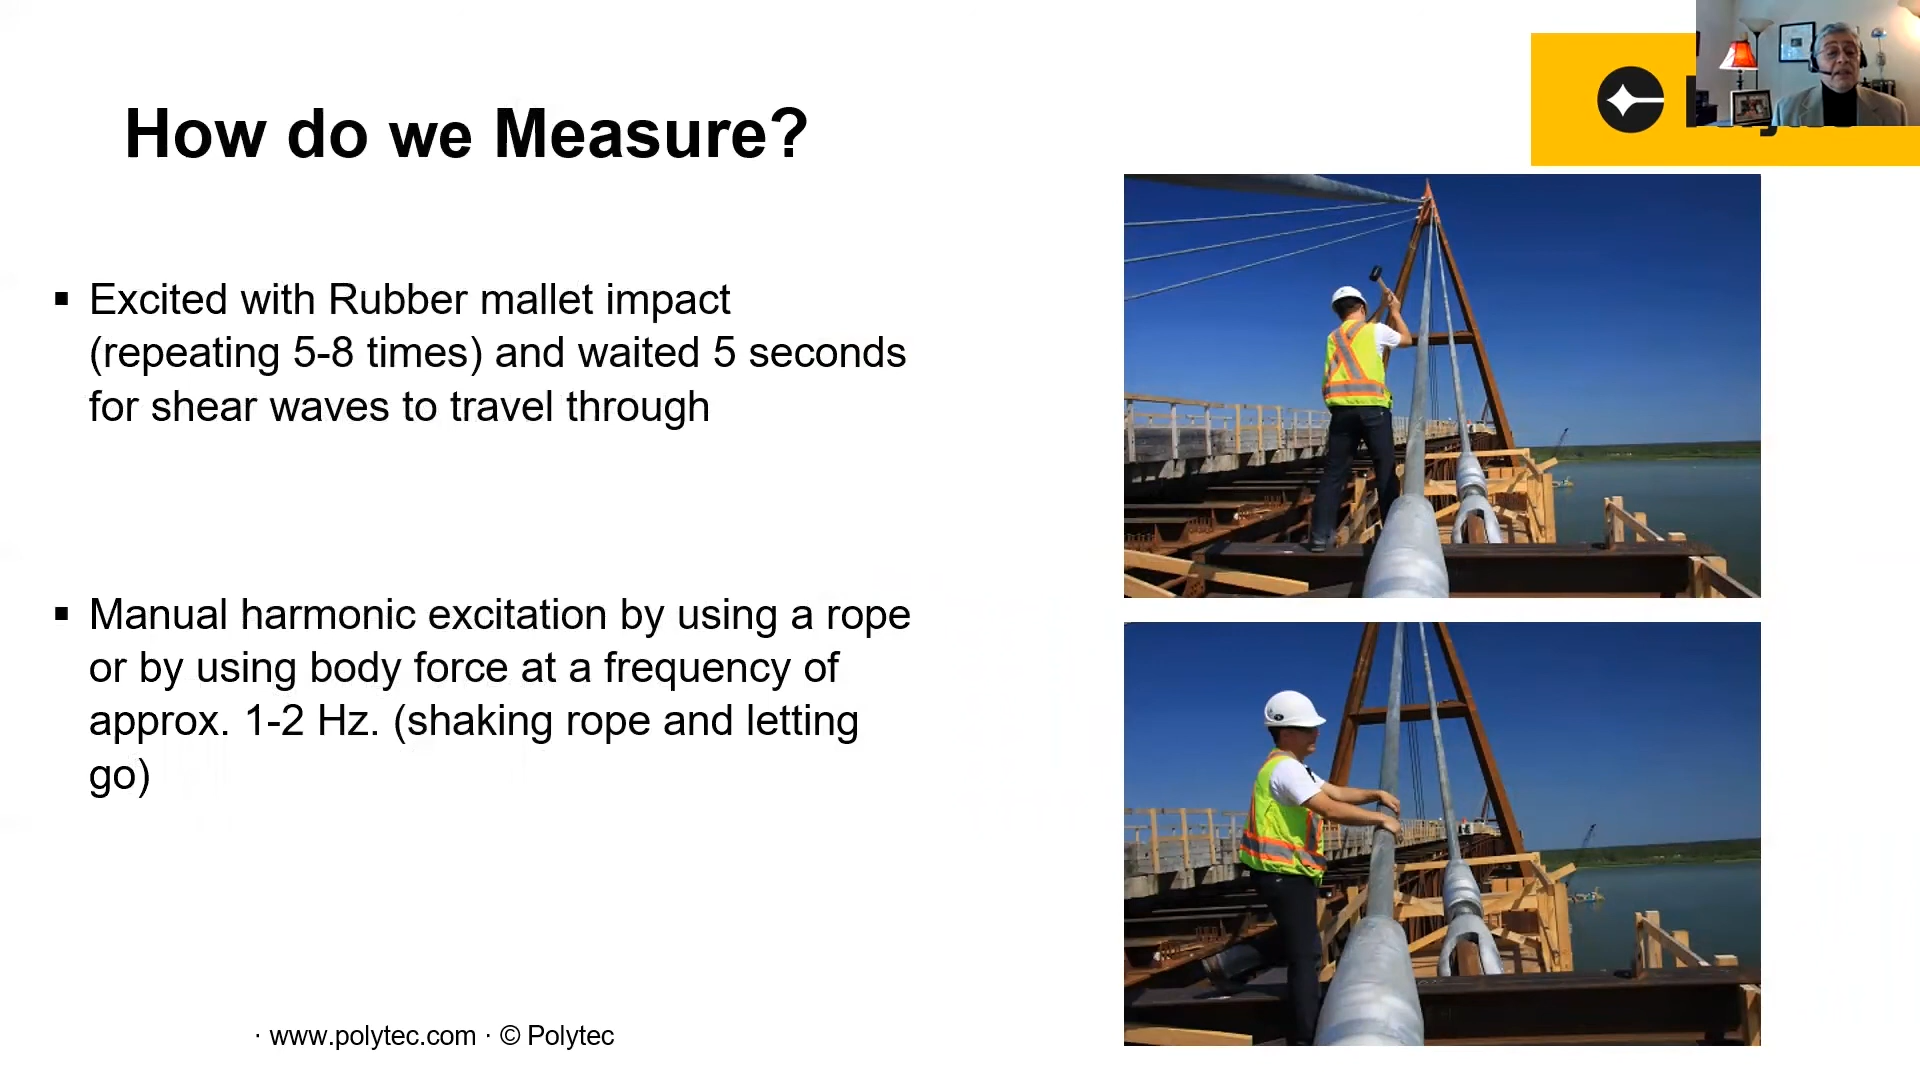 How do we Measure?
▪ Excited with Rubber mallet impact
(repeating 5-8 times) and waited 5 seconds
for shear waves to travel through
▪ Manual harmonic excitation by using a rope
or by using body force at a frequency of
approx. 1-2 Hz. (shaking rope and letting
go)
· www.polytec.com · © Polytec